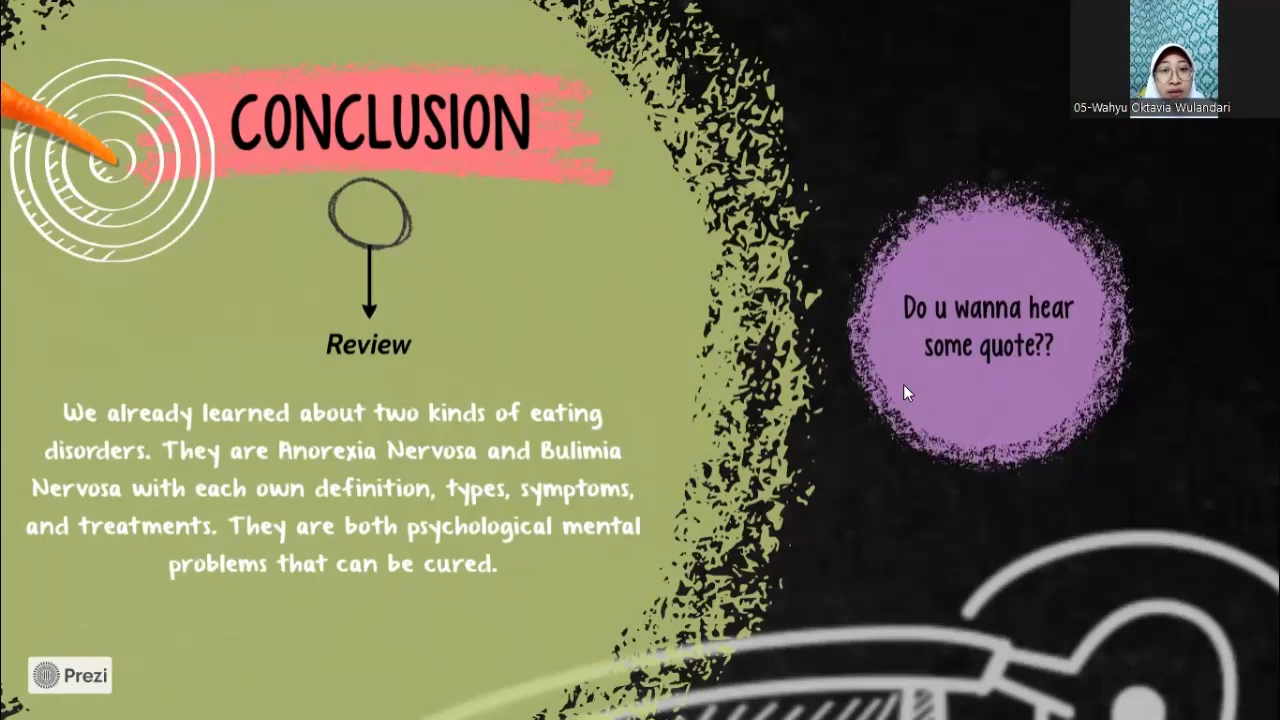 CONCLUSION
Review
We already learned about two kinds of eating
disorders. They are Anorexia Nervosa and Bulimia
Nervosa with each own definition, types, symptoms,
and treatments. They are both psychological mental
problems that can be cured.
Do u wanna hear
some quote??
05-Wahyu Oktavia Wulandari
Prezi